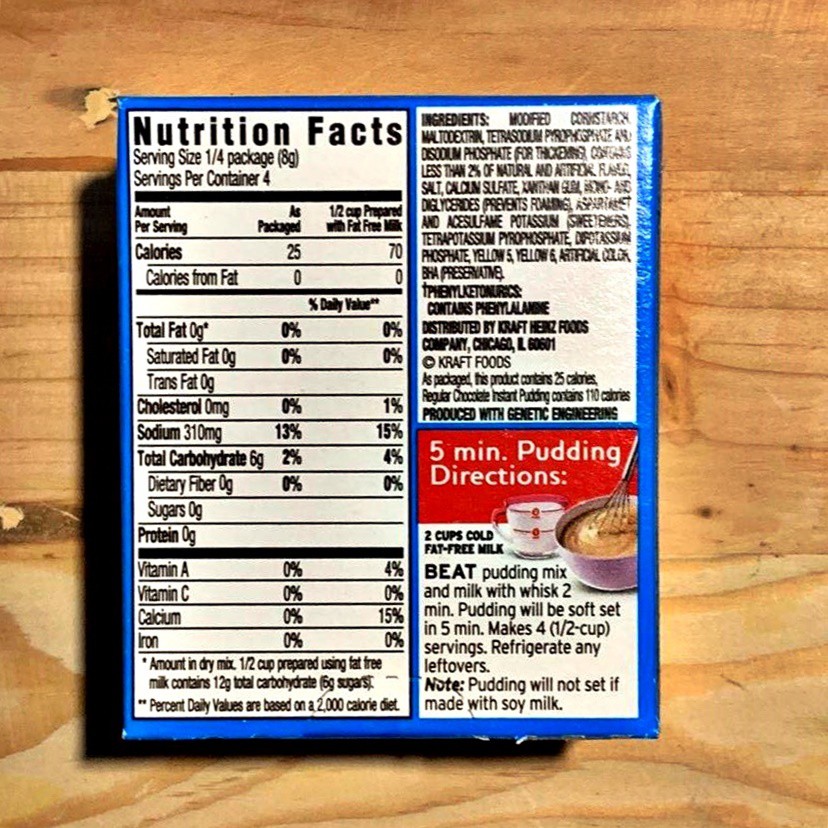 Nutrition Facts
Serving Size 1/4 package (8g)
Servings Per Container 4
Amount Per Serving As Packaged 1/2 cup Prepared with Fat Free Milk
Calories 25 70
Calories from Fat 0 0
% Daily Value**
Total Fat 0g* 0% 0%
Saturated Fat 0g 0% 0%
Trans Fat 0g
Cholesterol 0mg 0% 1%
Sodium 310mg 13% 15%
Total Carbohydrate 6g 2% 4%
Dietary Fiber 0g 0% 0%
Sugars 0g
Protein 0g
Vitamin A 0% 4%
Vitamin C 0% 0%
Calcium 0% 15%
Iron 0% 0%
* Amount in dry mix. 1/2 cup prepared using fat free
milk contains 12g total carbohydrate (6g sugars).
** Percent Daily Values are based on a 2,000 calorie diet.
INGREDIENTS: MODIFIED CORNSTARCH,
MALTODEXTRIN, TETRASODIUM PYROPHOSPHATE AND
DISODIUM PHOSPHATE (FOR THICKENING), CONTAINS
LESS THAN 2% OF NATURAL AND ARTIFICIAL FLAVOR,
SALT, CALCIUM SULFATE, XANTHAN GUM, MONO- AND
DIGLYCERIDES (PREVENTS FOAMING), ASPARTAME†
AND ACESULFAME POTASSIUM (SWEETENERS),
TETRAPOTASSIUM PYROPHOSPHATE, DIPOTASSIUM
PHOSPHATE, YELLOW 5, YELLOW 6, ARTIFICIAL COLOR,
BHA (PRESERVATIVE).
†PHENYLKETONURICS:
CONTAINS PHENYLALANINE
DISTRIBUTED BY KRAFT HEINZ FOODS
COMPANY, CHICAGO, IL 60601
© KRAFT FOODS
As packaged, this product contains 25 calories,
Regular Chocolate Instant Pudding contains 110 calories
PRODUCED WITH GENETIC ENGINEERING
5 min. Pudding
Directions:
2 CUPS COLD
FAT-FREE MILK
BEAT pudding mix
and milk with whisk 2
min. Pudding will be soft set
in 5 min. Makes 4 (1/2-cup)
servings. Refrigerate any
leftovers.
Note: Pudding will not set if
made with soy milk.